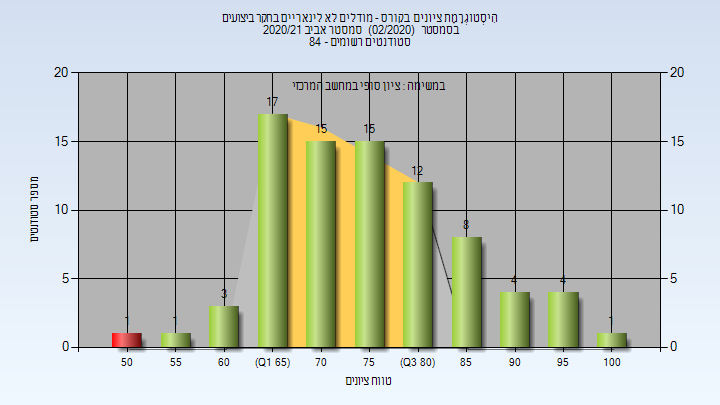 היסטוגרמת ציונים בקורס - מודלים לא לינאריים בחקר ביצועים
בסמסטר (02/2020) סמסטר אביב 2020/21
סטודנטים רשומים - 84
במשימה : ציון סופי במחשב המרכזי
מספר סטודנטים
20 20
15 15
10 10
5 5
0 0
1 1 3 17 15 15 12 8 4 4 1
50 55 60 (Q1 65) 70 75 (Q3 80) 85 90 95 100
טווח ציונים